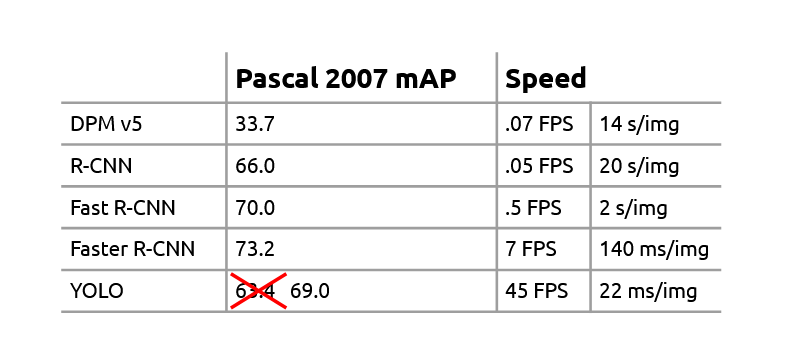 Pascal 2007 mAP Speed
DPM v5 33.7 .07 FPS 14 s/img
R-CNN 66.0 .05 FPS 20 s/img
Fast R-CNN 70.0 .5 FPS 2 s/img
Faster R-CNN 73.2 7 FPS 140 ms/img
YOLO 63.4 69.0 45 FPS 22 ms/img